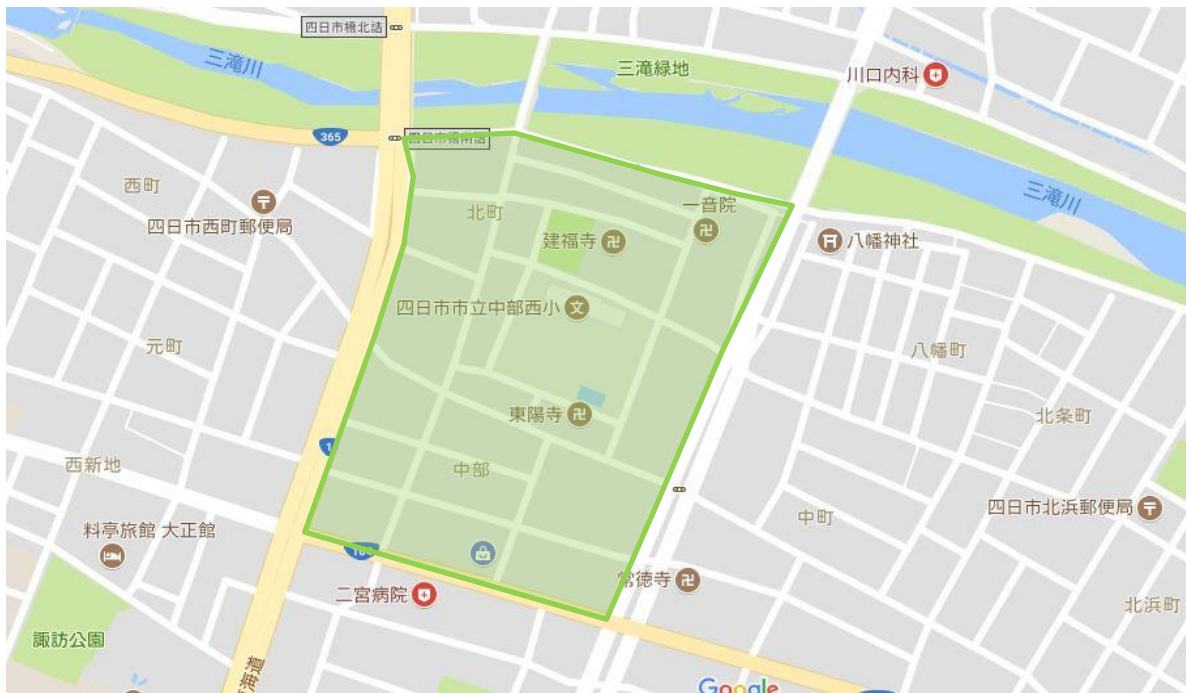 四日市橋北詰
三滝川
三滝緑地
川口内科
365
四日市橋南詰
西町
四日市西町郵便局
北町
一音院
三滝川
建福寺
八幡神社
四日市市立中部西小
文
元町
八幡町
東陽寺
北条町
西新地
中部
四日市北浜郵便局
中町
料亭旅館 大正館
二宮病院
常徳寺
北浜町
諏訪公園
海道
Google